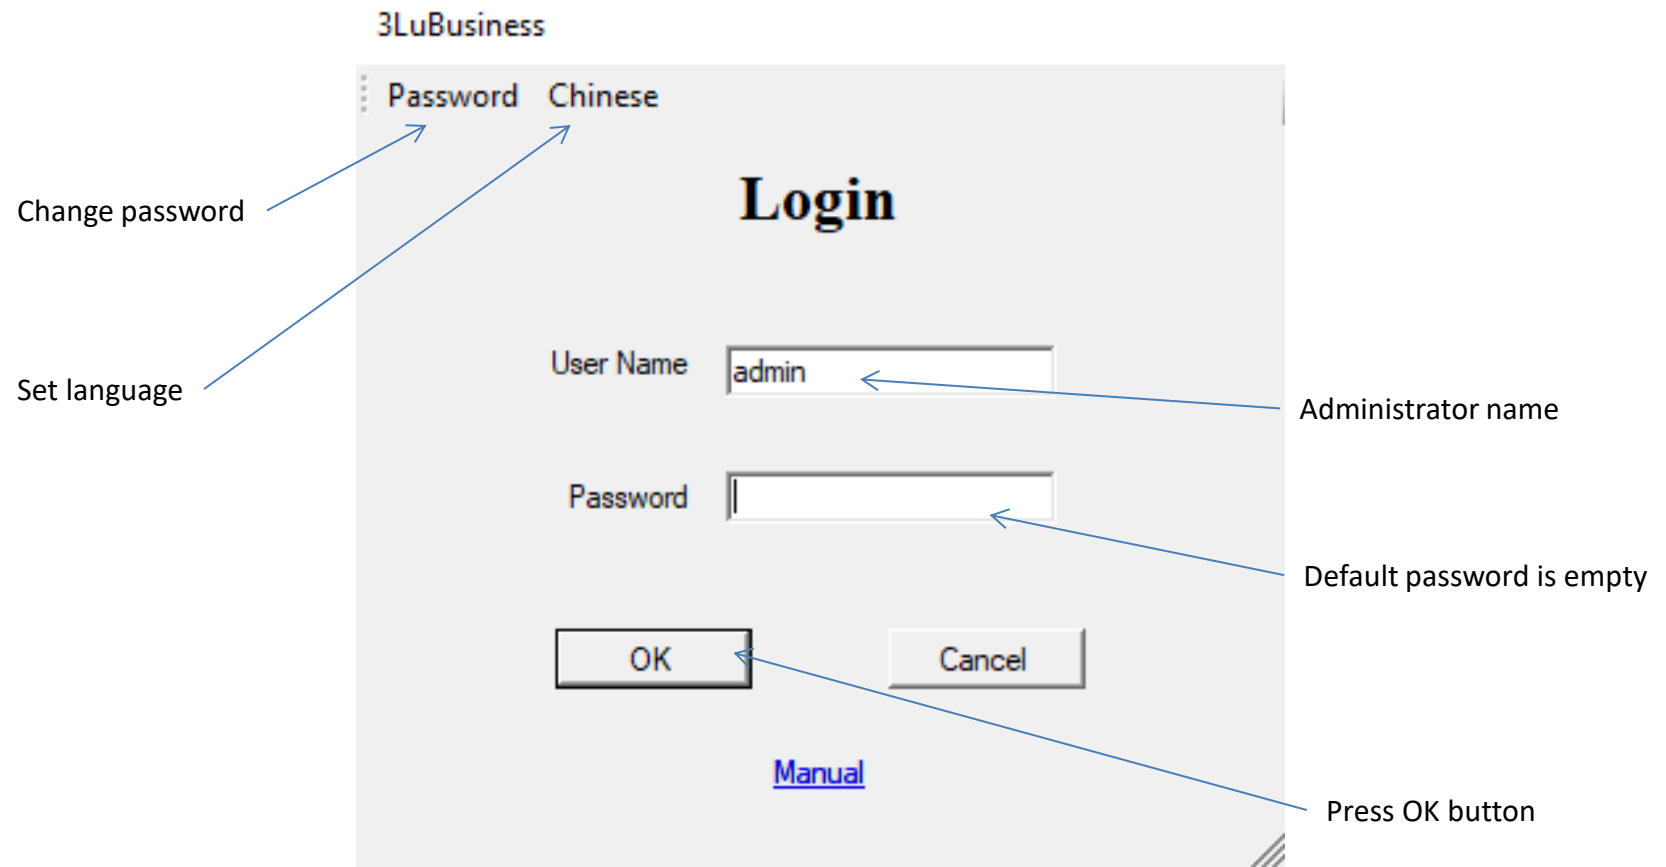 3LuBusiness
Password Chinese
Login
Change password
User Name admin
Set language
Administrator name
Password
Default password is empty
OK Cancel
Manual
Press OK button